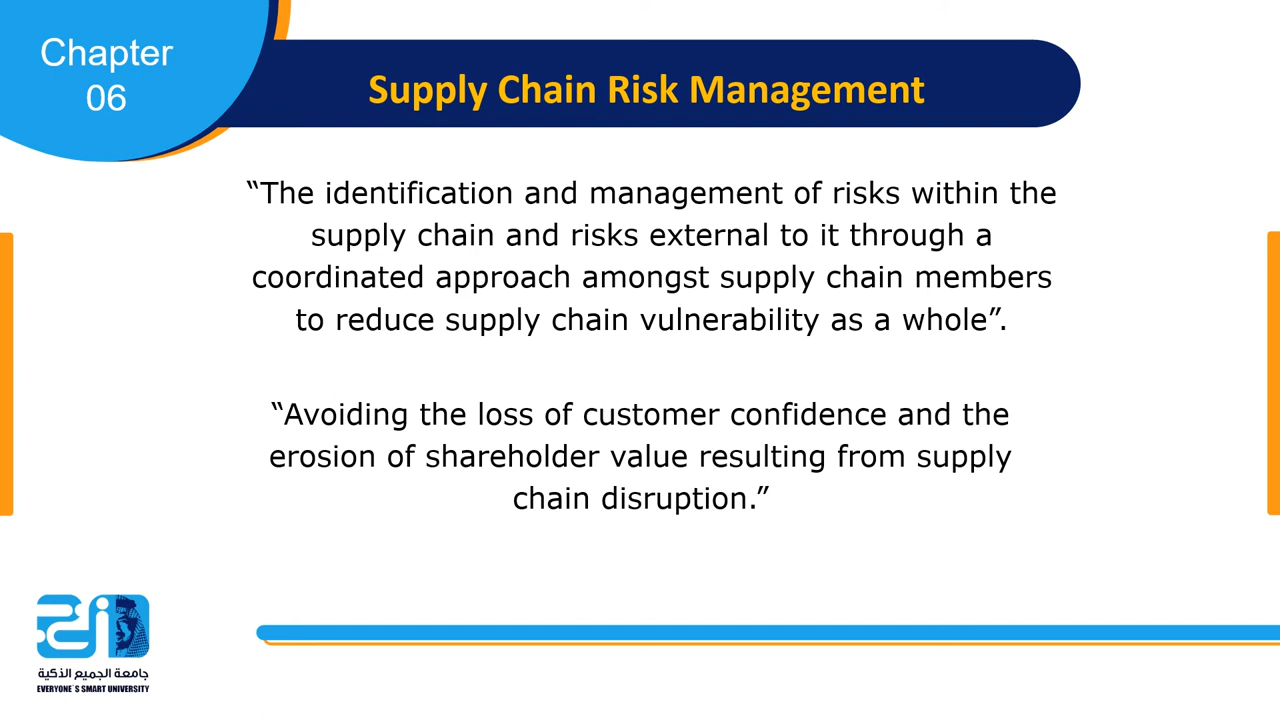 Chapter
06
Supply Chain Risk Management
“The identification and management of risks within the
supply chain and risks external to it through a
coordinated approach amongst supply chain members
to reduce supply chain vulnerability as a whole”.
“Avoiding the loss of customer confidence and the
erosion of shareholder value resulting from supply
chain disruption.”
جامعة الجميع الذكية
EVERYONE`S SMART UNIVERSITY